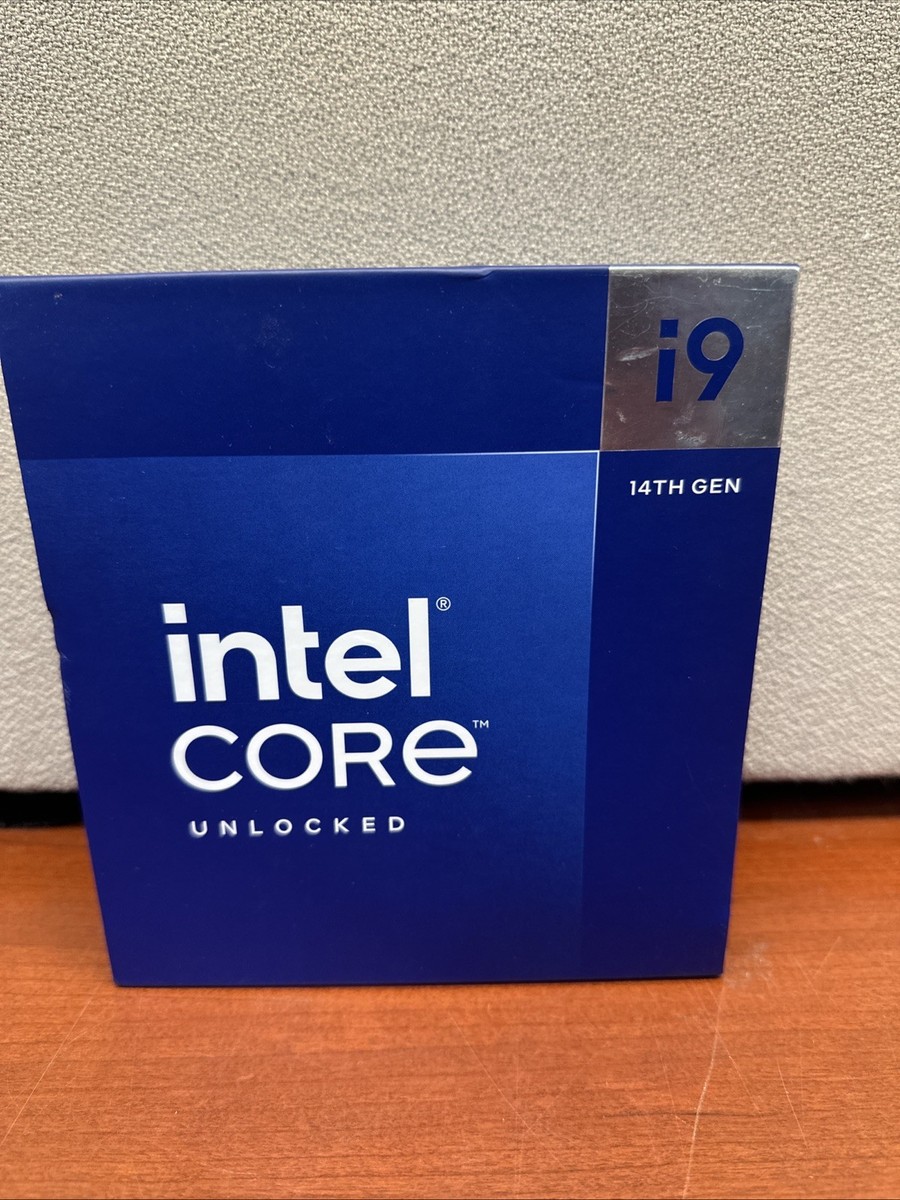 i9
14TH GEN
intel®
CORE™
UNLOCKED